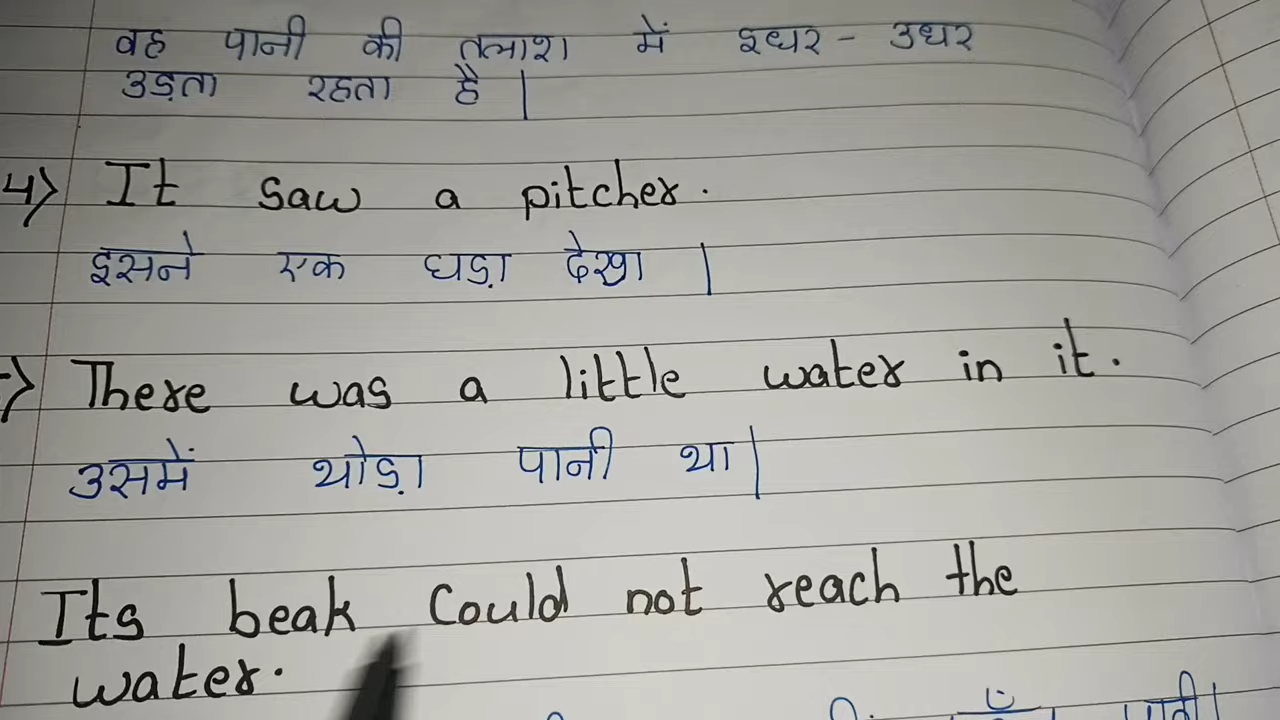 वह पानी की तलाश में इधर - उधर
उड़ता रहता है |
4) It saw a pitcher.
इसने एक घड़ा देखा |
There was a little water in it.
उसमें थोड़ा पानी था |
Its beak could not reach the
water.